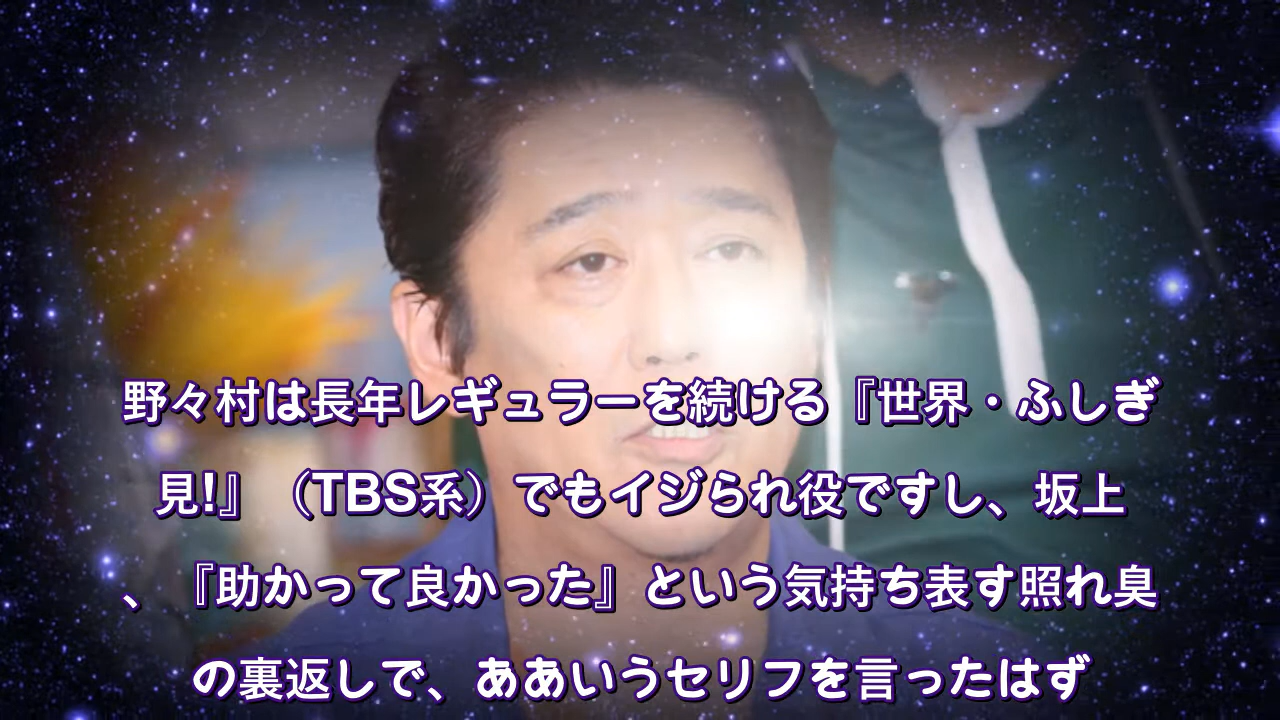 野々村は長年レギュラーを続ける『世界・ふしぎ
見!』（TBS系）でもイジられ役ですし、坂上
、『助かって良かった』という気持ち表す照れ臭
の裏返しで、ああいうセリフを言ったはず